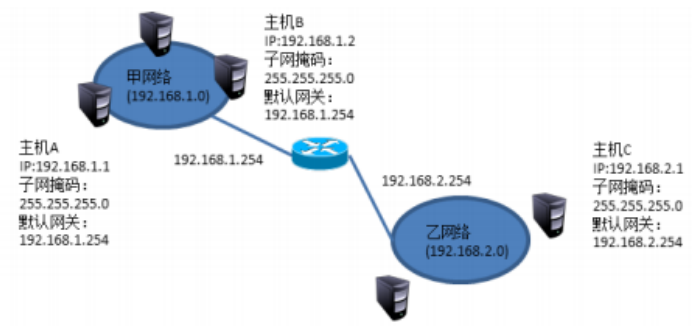 主机B
IP:192.168.1.2
子网掩码：
255.255.255.0
默认网关：
192.168.1.254
甲网络
(192.168.1.0)
主机A
IP:192.168.1.1
子网掩码：
255.255.255.0
默认网关：
192.168.1.254
192.168.1.254
192.168.2.254
主机C
IP:192.168.2.1
子网掩码：
255.255.255.0
默认网关：
192.168.2.254
乙网络
(192.168.2.0)